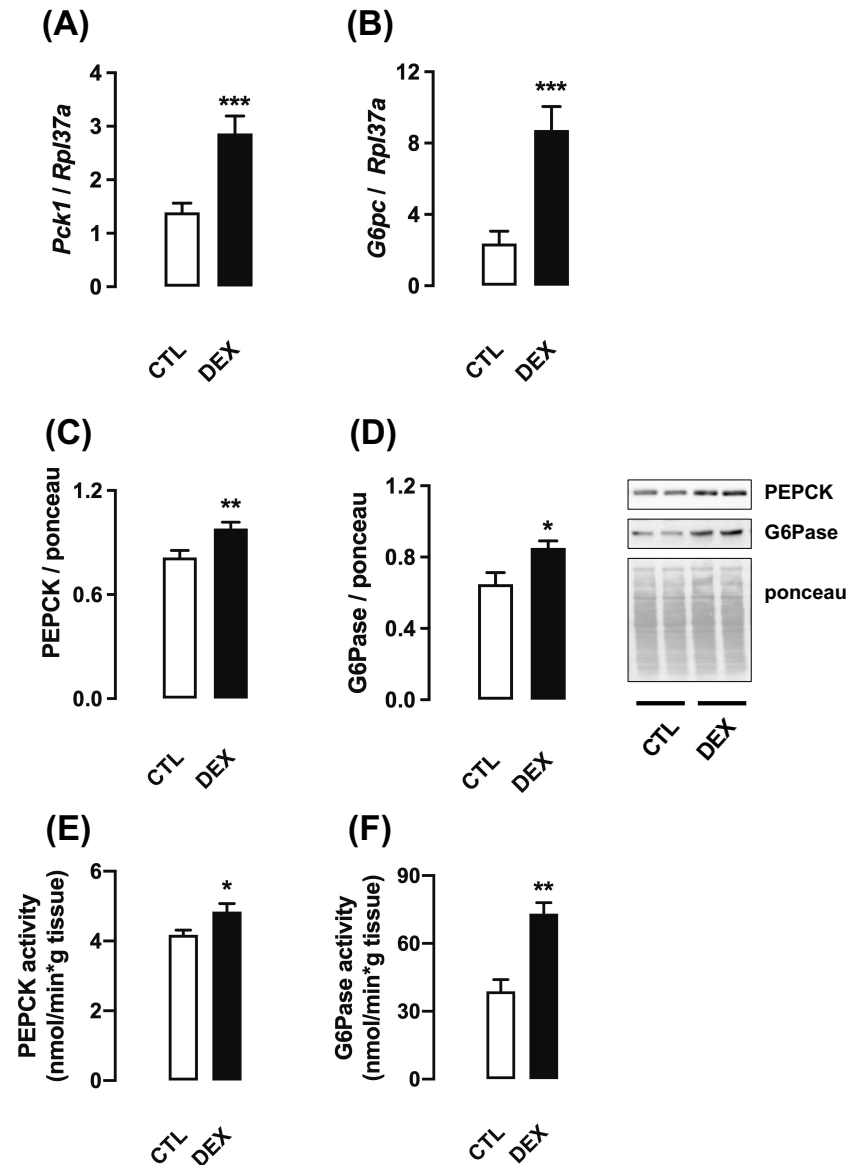 (A)
Pck1 / Rpl37a
4
3
2
1
0
***
CTL
DEX
(B)
G6pc / Rpl37a
12
8
4
0
***
CTL
DEX
(C)
PEPCK / ponceau
1.2
0.6
0.0
**
CTL
DEX
(D)
G6Pase / ponceau
1.2
0.8
0.4
0.0
*
CTL
DEX
PEPCK
G6Pase
ponceau
CTL
DEX
(E)
PEPCK activity
(nmol/min*g tissue)
6
4
2
0
*
CTL
DEX
(F)
G6Pase activity
(nmol/min*g tissue)
90
60
30
0
**
CTL
DEX